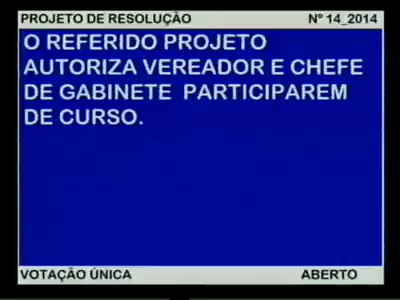 PROJETO DE RESOLUÇÃO Nº 14_2014
O REFERIDO PROJETO
AUTORIZA VEREADOR E CHEFE
DE GABINETE PARTICIPAREM
DE CURSO.
VOTAÇÃO ÚNICA ABERTO